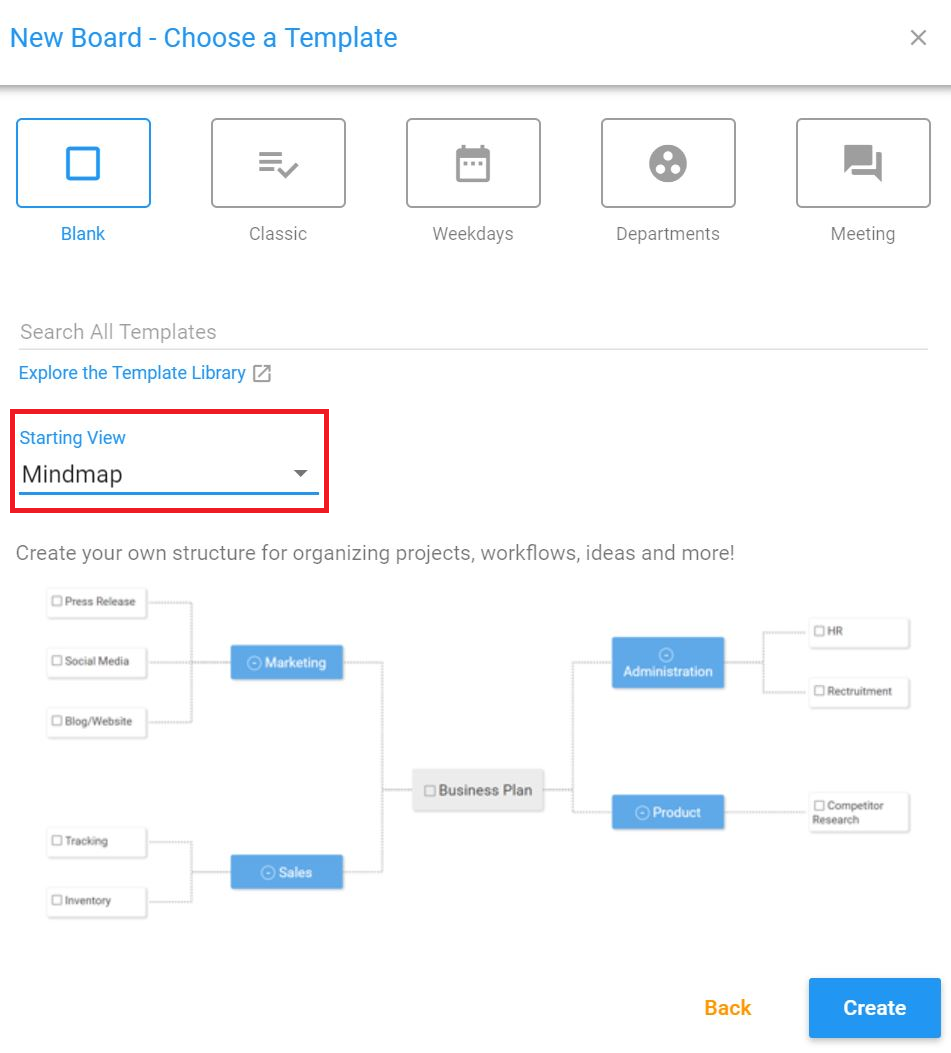 New Board - Choose a Template
Blank
Classic
Weekdays
Departments
Meeting
Search All Templates
Explore the Template Library
Starting View
Mindmap
Create your own structure for organizing projects, workflows, ideas and more!
Press Release
Social Media
Blog/Website
Marketing
Tracking
Inventory
Sales
Business Plan
Administration
HR
Rectruitment
Product
Competitor
Research
Back
Create